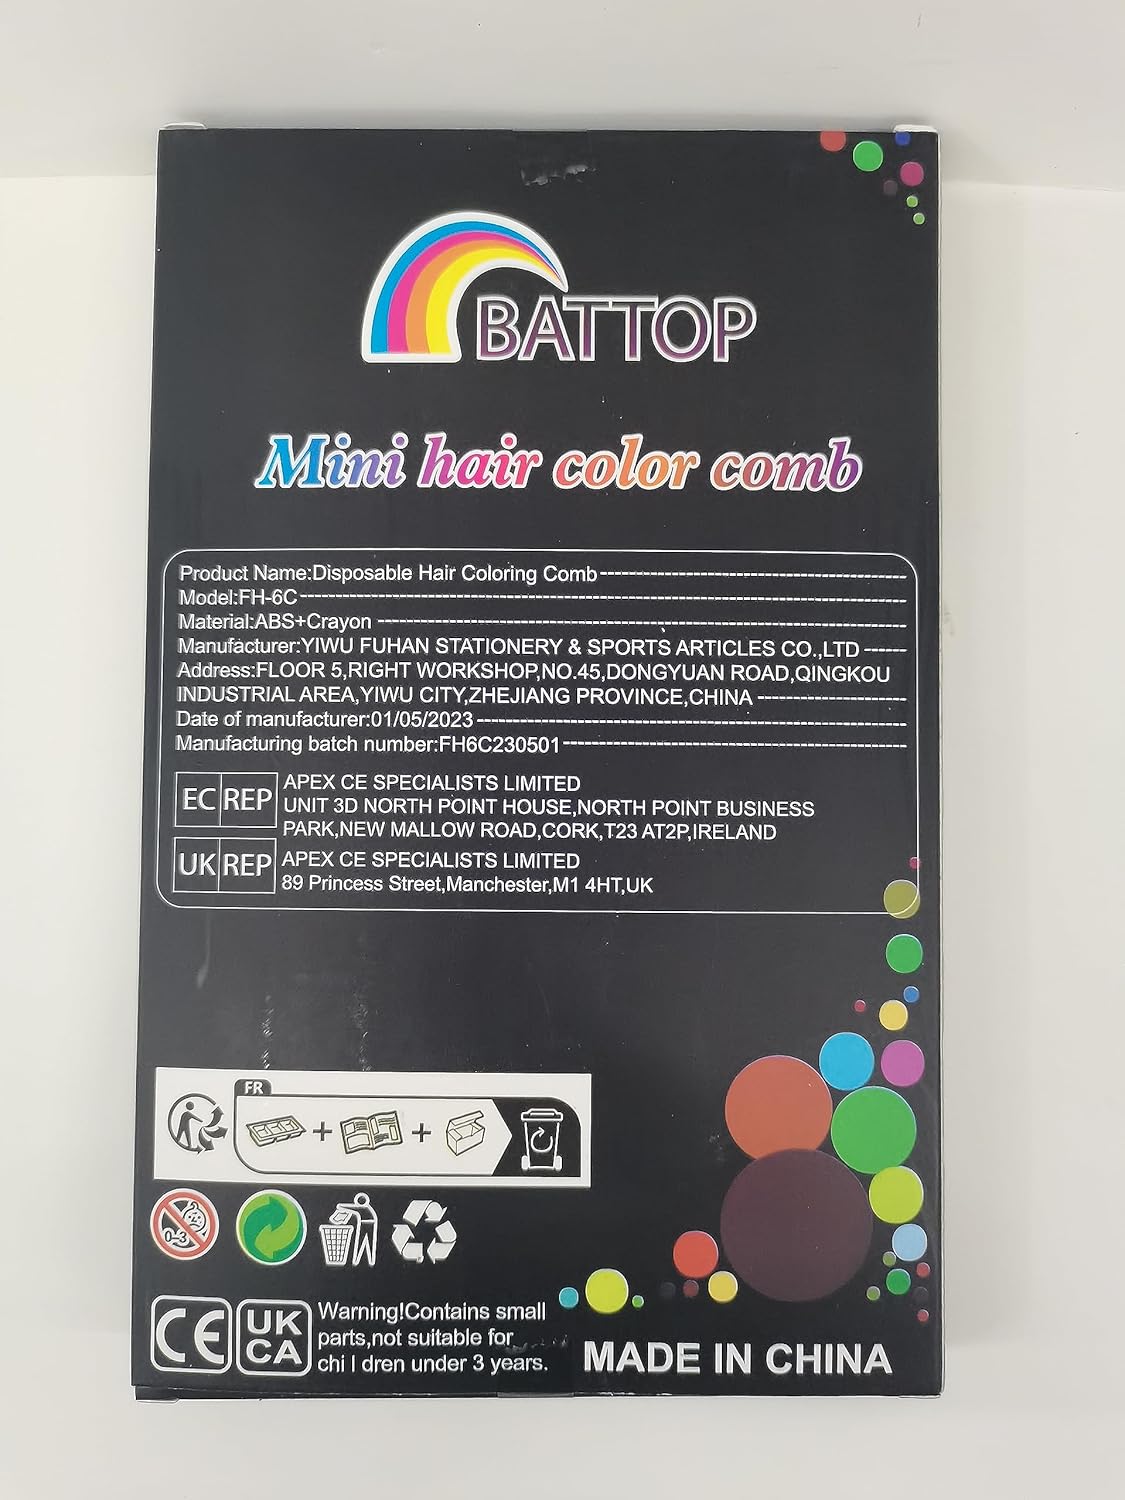 BATTOP
Mini hair color comb
Product Name:Disposable Hair Coloring Comb
Model:FH-6C
Material:ABS+Crayon
Manufacturer:YIWU FUHAN STATIONERY & SPORTS ARTICLES CO.,LTD
Address:FLOOR 5,RIGHT WORKSHOP,NO.45,DONGYUAN ROAD,QINGKOU
INDUSTRIAL AREA,YIWU CITY,ZHEJIANG PROVINCE,CHINA
Date of manufacturer:01/05/2023
Manufacturing batch number:FH6C230501
EC REP
APEX CE SPECIALISTS LIMITED
UNIT 3D NORTH POINT HOUSE,NORTH POINT BUSINESS
PARK,NEW MALLOW ROAD,CORK,T23 AT2P,IRELAND
UK REP
APEX CE SPECIALISTS LIMITED
89 Princess Street,Manchester,M1 4HT,UK
FR
+ +
0-3
CE
UK
CA
Warning!Contains small
parts,not suitable for
chi l dren under 3 years.
MADE IN CHINA